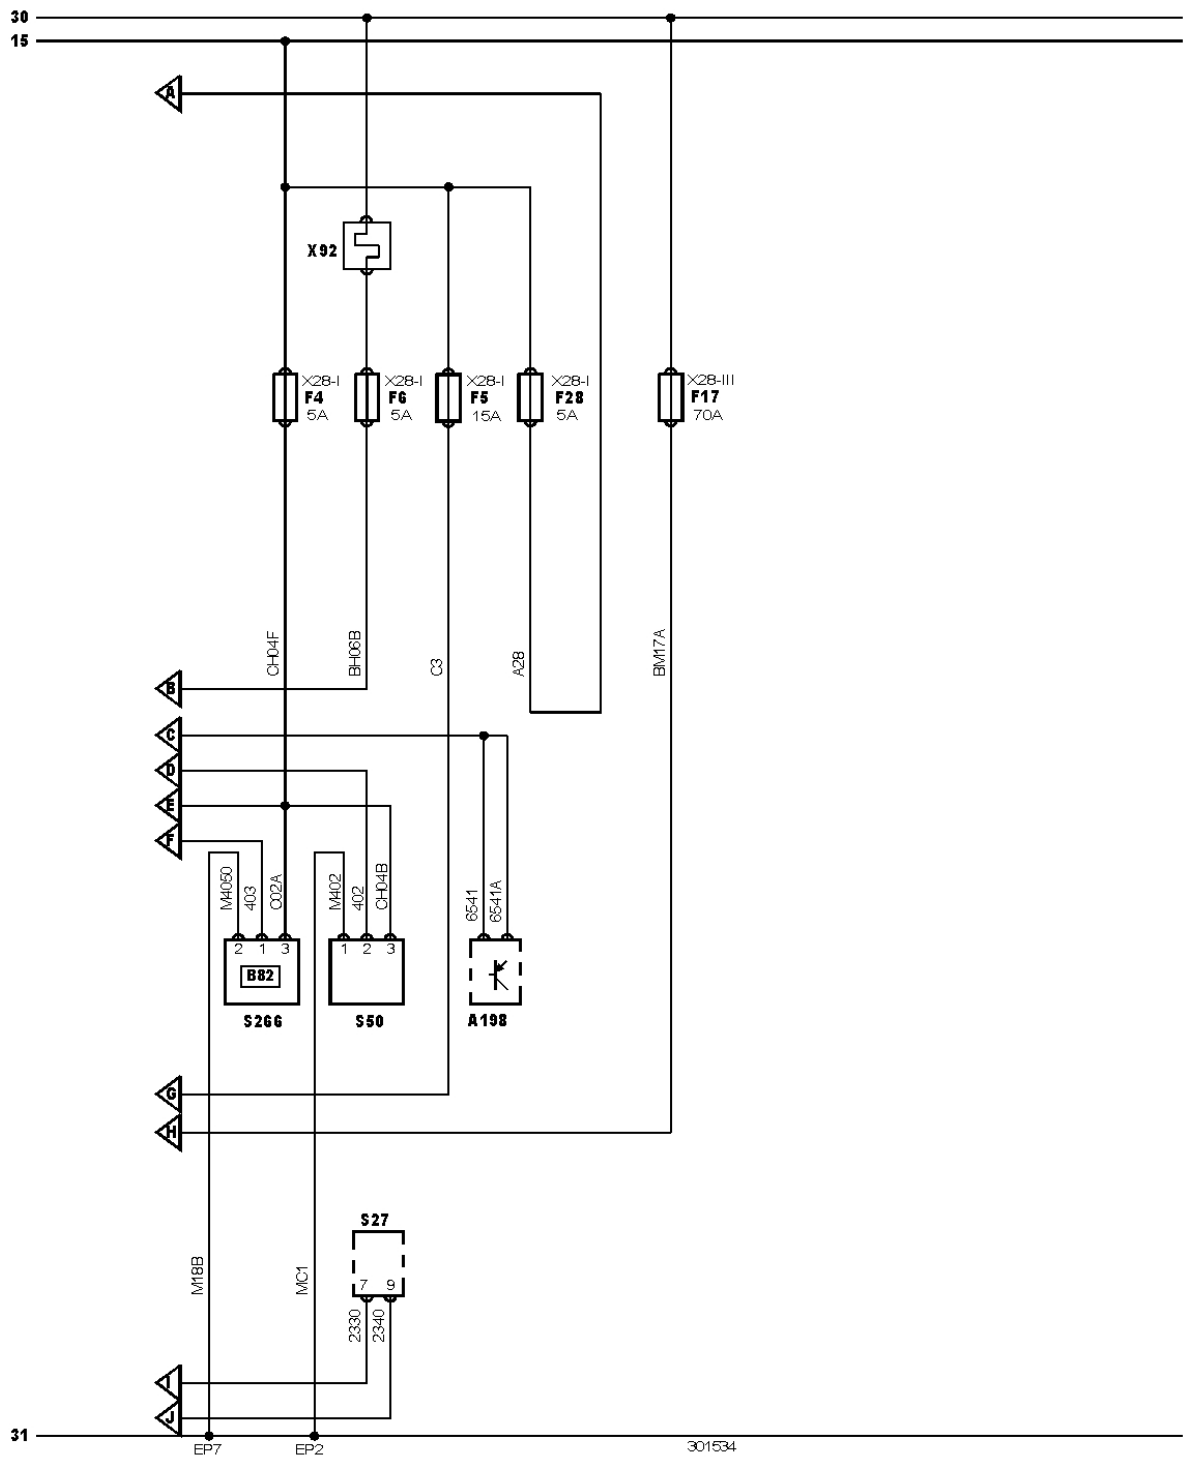 30
15
A
X92
X28-I
F4
5A
X28-I
F6
5A
X28-I
F5
15A
X28-I
F28
5A
X28-III
F17
70A
CH04F
BH06B
C3
A28
BM17A
B
C
D
E
F
M4050
403
C02A
M402
402
CH04B
6541
6541A
2 1 3
1 2 3
B82
S266
S50
A198
G
H
S27
7 9
M18B
MC1
2330
2340
I
J
31
EP7
EP2
301534